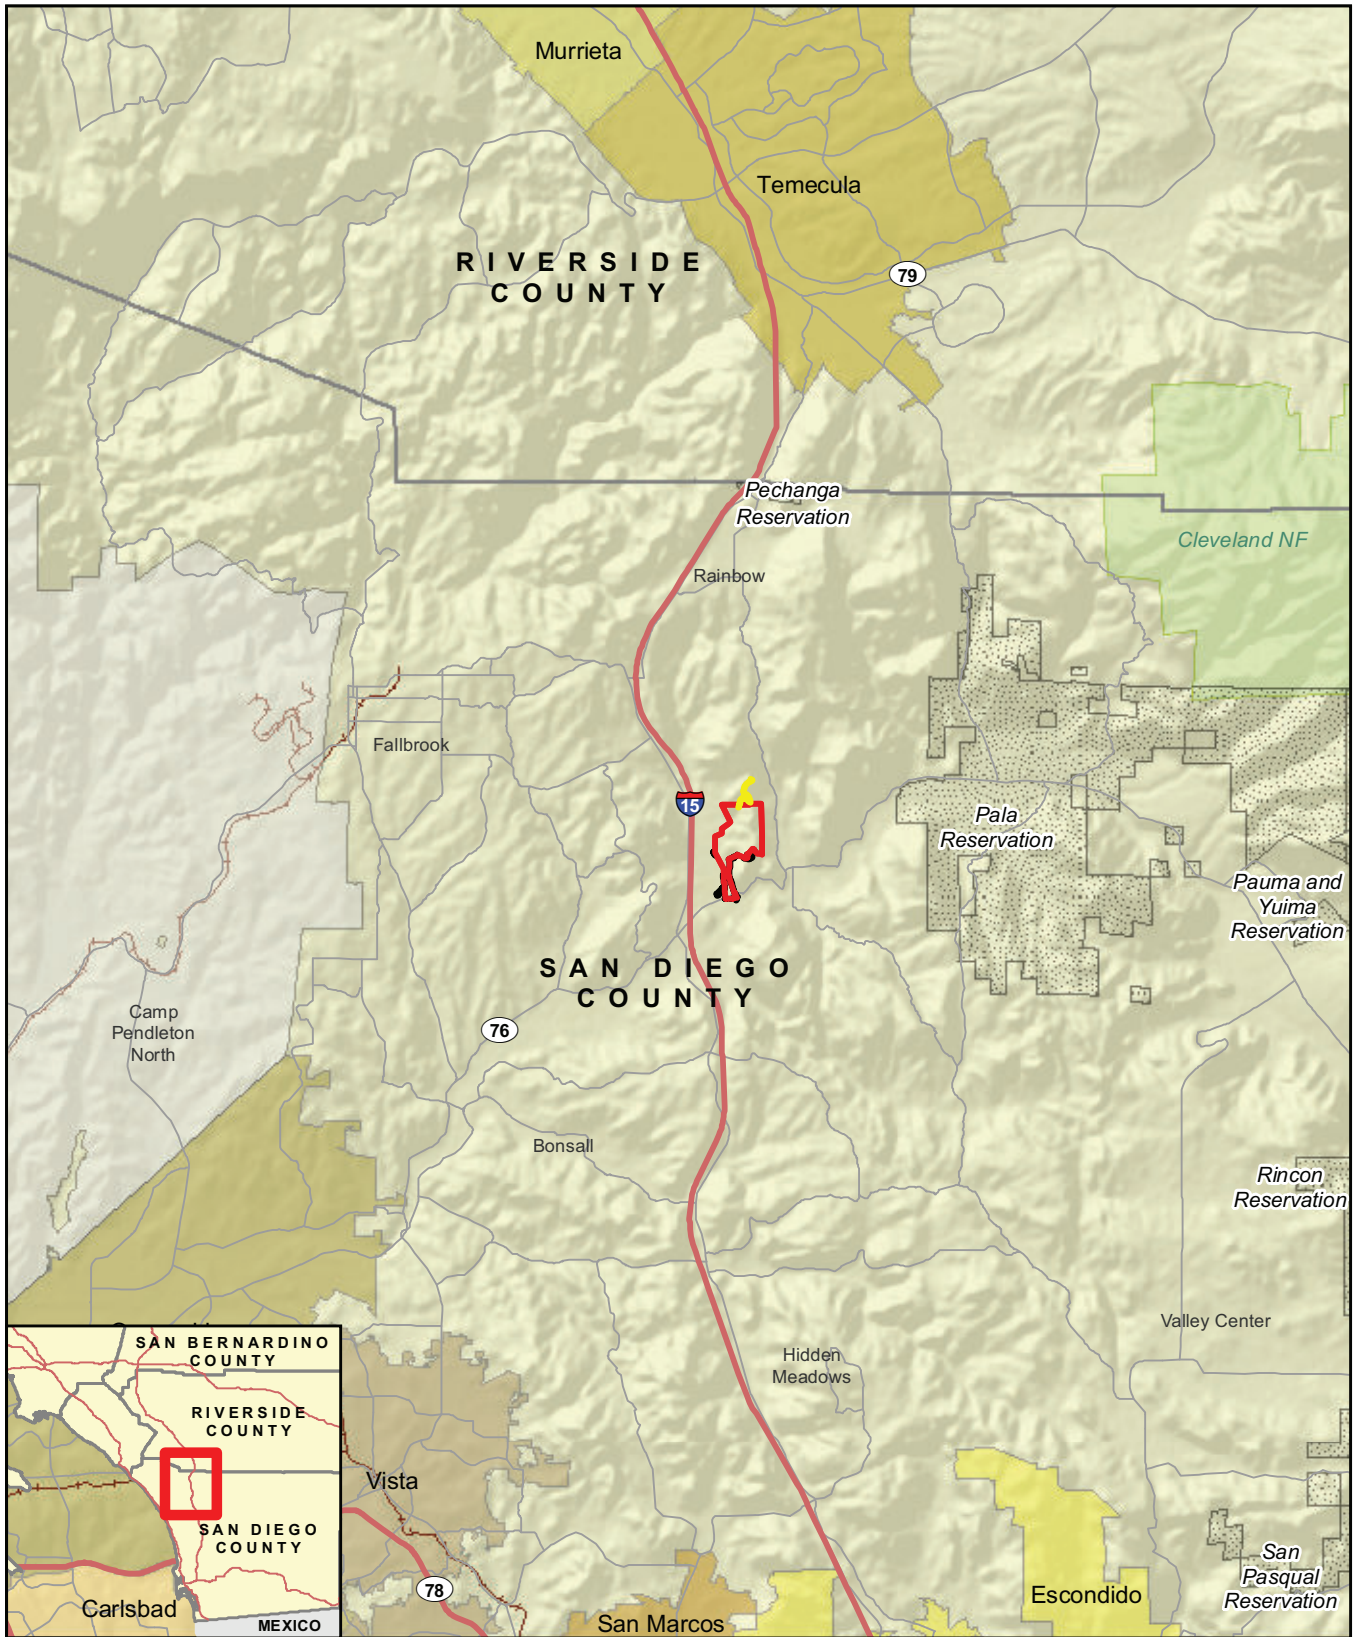 Murrieta
Temecula
RIVERSIDE
COUNTY
79
Pechanga
Reservation
Cleveland NF
Rainbow
Fallbrook
15
Pala
Reservation
Pauma and
Yuima
Reservation
SAN DIEGO
COUNTY
Camp
Pendleton
North
76
Bonsall
Rincon
Reservation
Valley Center
Hidden
Meadows
SAN BERNARDINO
COUNTY
RIVERSIDE
COUNTY
Vista
SAN DIEGO
COUNTY
San
Pasqual
Reservation
78
Escondido
Carlsbad
San Marcos
MEXICO